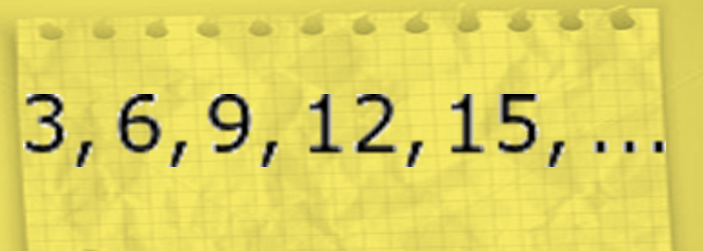 3, 6, 9, 12, 15, ...